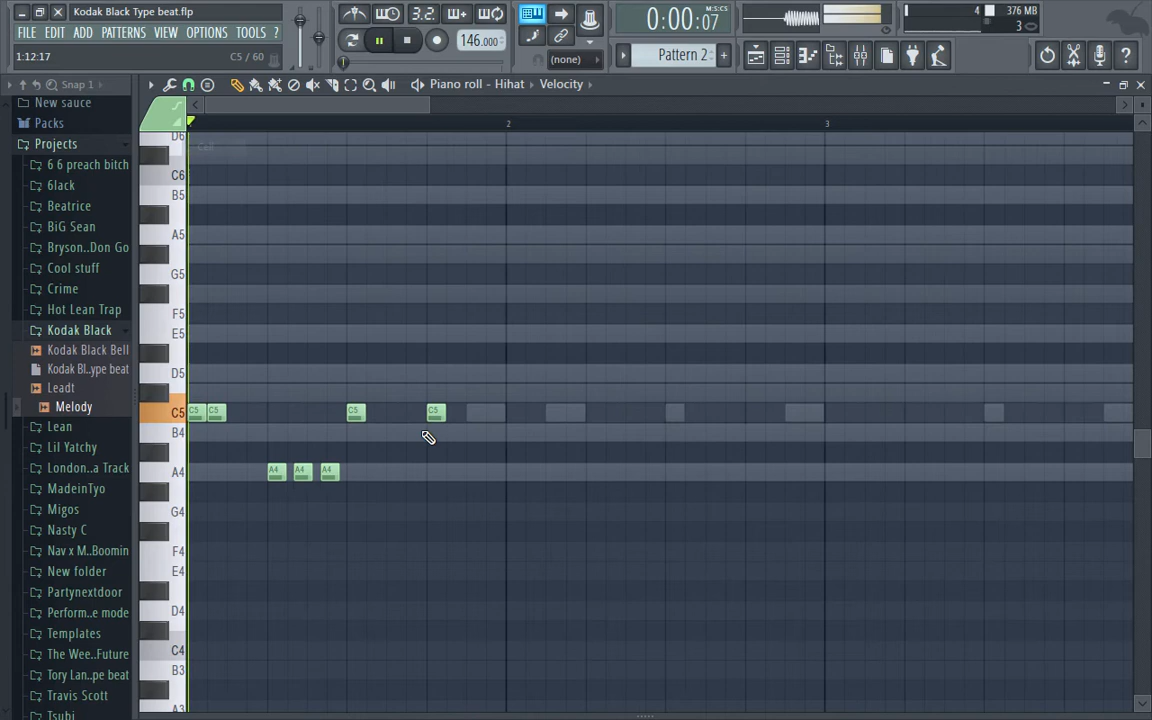 Kodak Black Type beat.flp
FILE EDIT ADD PATTERNS VIEW OPTIONS TOOLS ?
1:12:17 C5 / 60
3.2
146.000
(none)
0:00:07
M:S:CS
Pattern 2
4
376 MB
3
Snap 1
Piano roll - Hihat Velocity
New sauce
Packs
Projects
6 6 preach bitch
6lack
Beatrice
BiG Sean
Bryson..Don Go
Cool stuff
Crime
Hot Lean Trap
Kodak Black
Kodak Black Bell
Kodak Bl..ype beat
Leadt
Melody
Lean
Lil Yatchy
London..a Track
MadeinTyo
Migos
Nasty C
Nav x M..Boomin
New folder
Partynextdoor
Perform..e mode
Templates
The Wee..Future
Tory Lan..pe beat
Travis Scott
Tsubi
2 3
D6
C6
B5
A5
G5
F5
E5
D5
C5 C5 C5 C5 C5
B4
A4 A4 A4 A4
G4
F4
E4
D4
C4
B3
A3